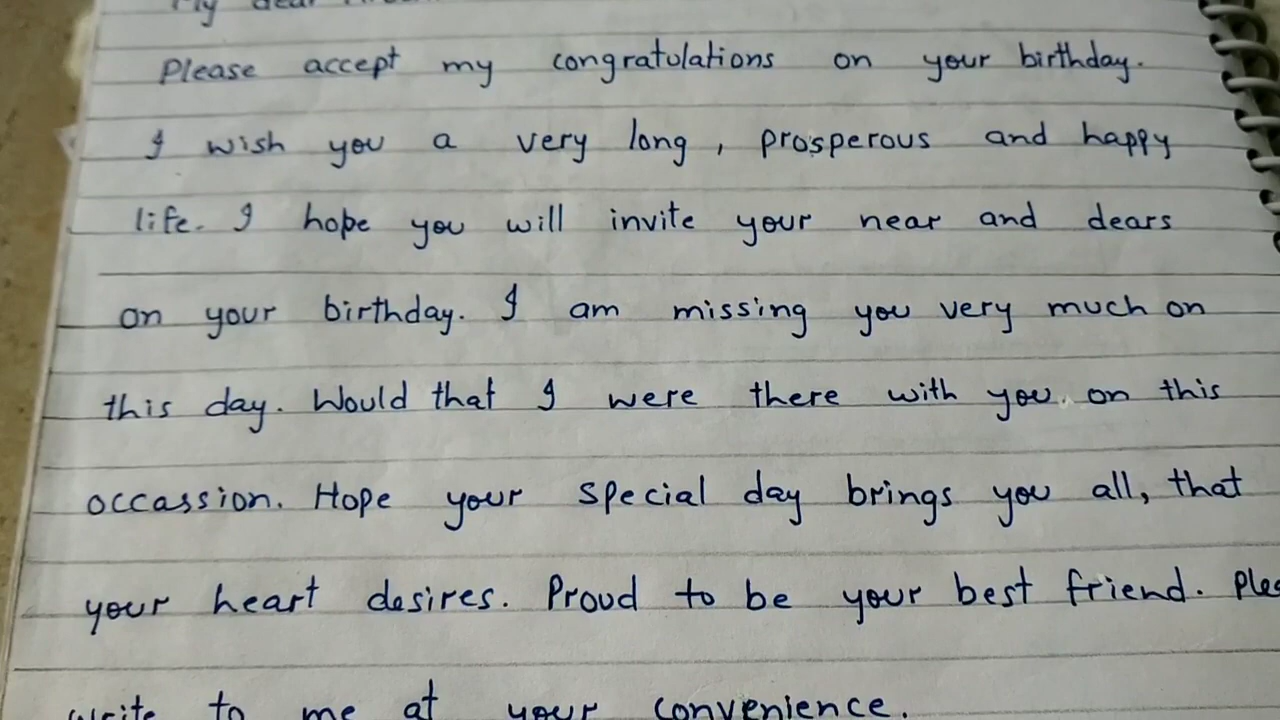 My dear
Please accept my congratulations on your birthday.
I wish you a very long, prosperous and happy
life. I hope you will invite your near and dears
on your birthday. I am missing you very much on
this day. Would that I were there with you on this
occassion. Hope your special day brings you all, that
your heart desires. Proud to be your best friend.
write to me at your convenience.